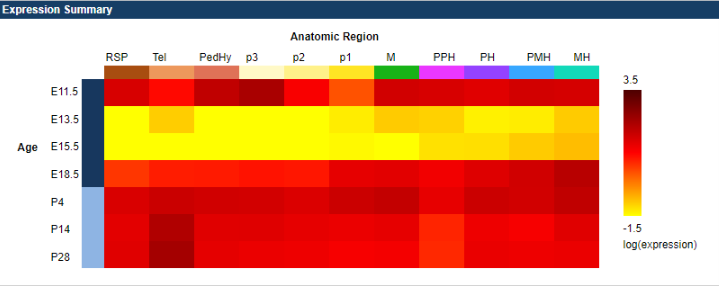 Expression Summary
Anatomic Region
RSP Tel PedHy p3 p2 p1 M PPH PH PMH MH
E11.5
E13.5
Age E15.5
E18.5
P4
P14
P28
3.5
-1.5
log(expression)